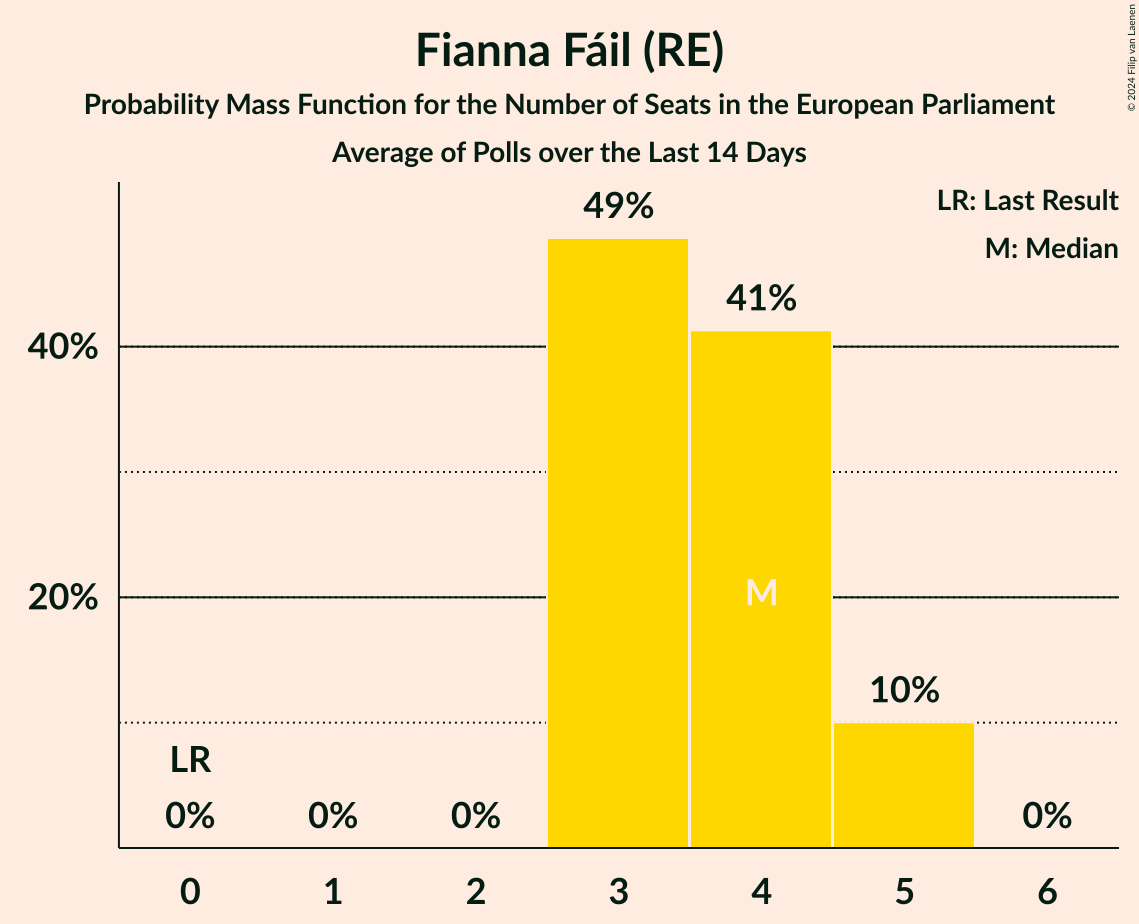 Fianna Fáil (RE)
Probability Mass Function for the Number of Seats in the European Parliament
Average of Polls over the Last 14 Days
© 2024 Filip van Laenen
LR: Last Result
M: Median
49%
41%
40%
20%
M
10%
LR
0%
0%
0%
0%
0
1
2
3
4
5
6